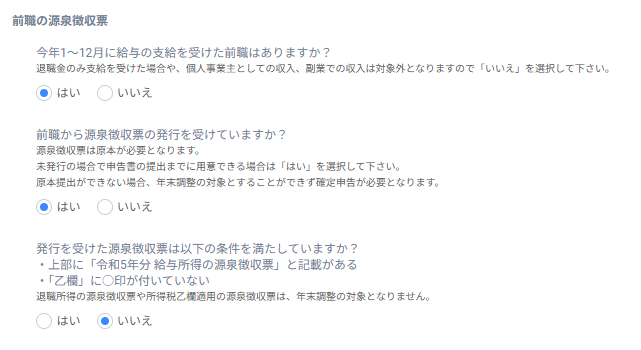 前職の源泉徴収票
今年1〜12月に給与の支給を受けた前職はありますか？
退職金のみ支給を受けた場合や、個人事業主としての収入、副業での収入は対象外となりますので「いいえ」を選択して下さい。
はい いいえ
前職から源泉徴収票の発行を受けていますか？
源泉徴収票は原本が必要となります。
未発行の場合で申告書の提出までに用意できる場合は「はい」を選択して下さい。
原本提出ができない場合、年末調整の対象とすることができず確定申告が必要となります。
はい いいえ
発行を受けた源泉徴収票は以下の条件を満たしていますか？
・上部に「令和5年分 給与所得の源泉徴収票」と記載がある
・「乙欄」に〇印が付いていない
退職所得の源泉徴収票や所得税乙欄適用の源泉徴収票は、年末調整の対象となりません。
はい いいえ